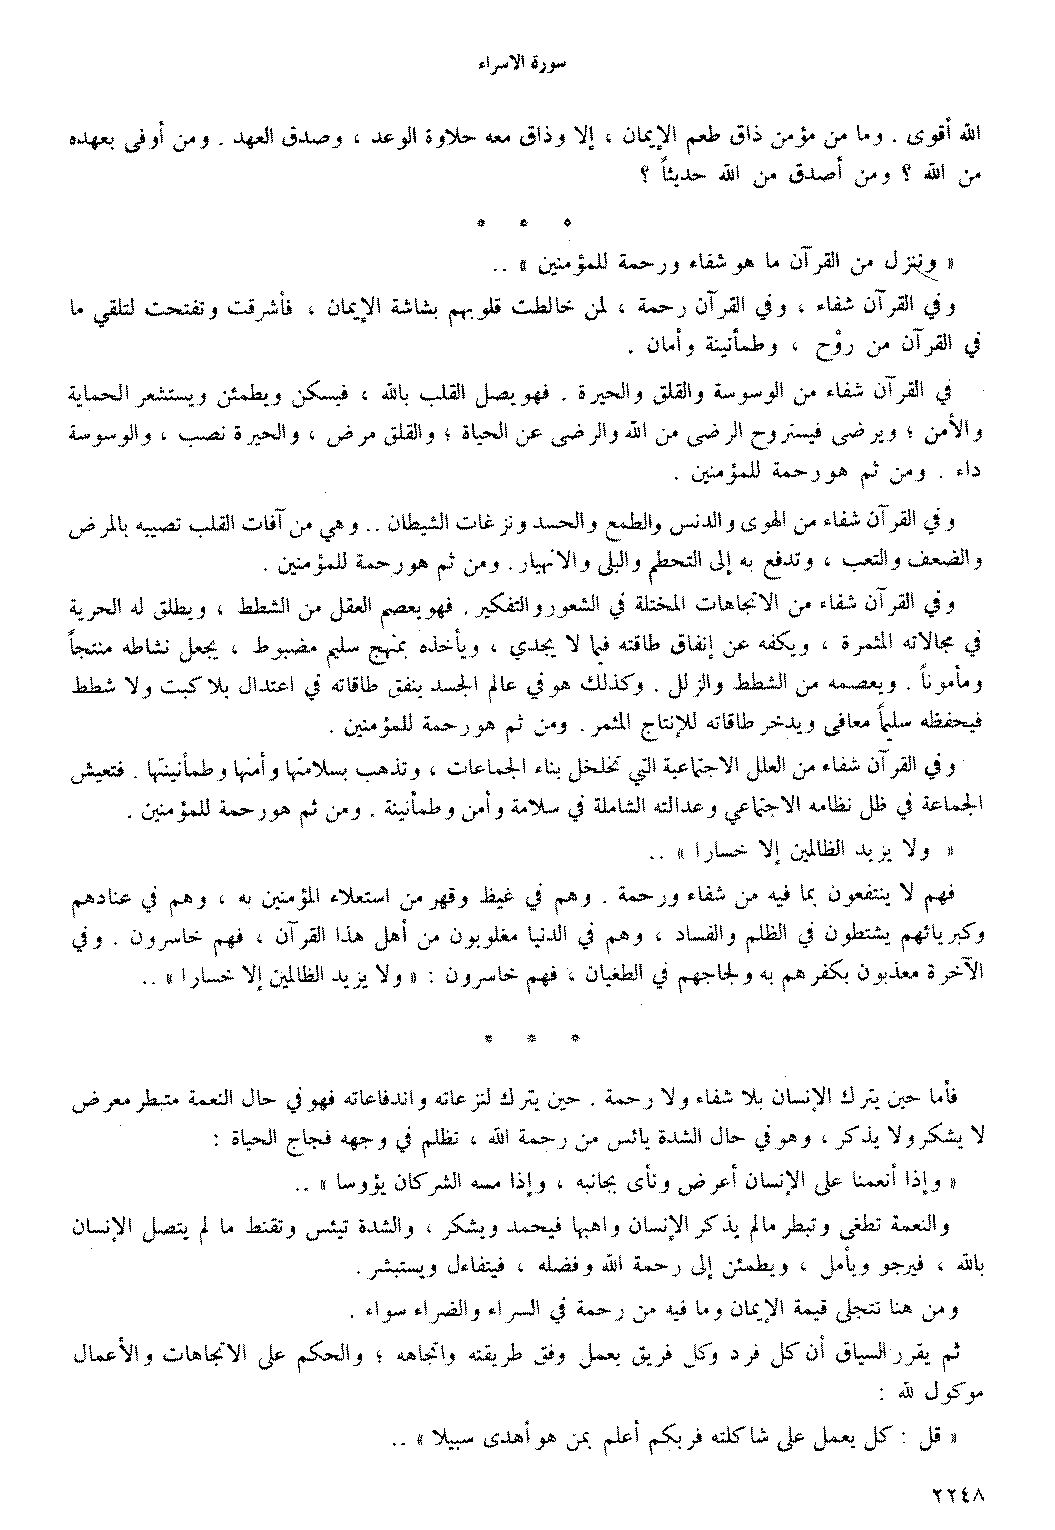 سورة الاسراء
الله أقوى . وما من مؤمن ذاق طعم الإيمان ، إلا وذاق معه حلاوة الوعد ، وصدق العهد . ومن أوفى بعهده
من الله ؟ ومن أصدق من الله حديثاً ؟
* * *
« وننزل من القرآن ما هو شفاء ورحمة للمؤمنين » ..
وفي القرآن شفاء ، وفي القرآن رحمة ، لمن خالطت قلوبهم بشاشة الإيمان ، فأشرقت وتفتحت لتلقي ما
في القرآن من روْح ، وطمأنينة وأمان .
في القرآن شفاء من الوسوسة والقلق والحيرة . فهو يصل القلب بالله ، فيسكن ويطمئن ويستشعر الحماية
والأمن ؛ ويرضى فيستروح الرضى من الله والرضى عن الحياة ؛ والقلق مرض ، والحيرة نصب ، والوسوسة
داء . ومن ثم هو رحمة للمؤمنين .
وفي القرآن شفاء من الهوى والدنس والطمع والحسد ونزغات الشيطان .. وهي من آفات القلب تصيبه بالمرض
والضعف والتعب ، وتدفع به إلى التحطم والبلى والانهيار . ومن ثم هو رحمة للمؤمنين .
وفي القرآن شفاء من الاتجاهات المختلة في الشعور والتفكير . فهو يعصم العقل من الشطط ، ويطلق له الحرية
في مجالاته المثمرة ، ويكفه عن إنفاق طاقته فيما لا يجدي ، ويأخذه بمنهج سليم مضبوط ، يجعل نشاطه منتجاً
ومأموناً . ويعصمه من الشطط والزلل . وكذلك هو في عالم الجسد ينفق طاقاته في اعتدال بلا كبت ولا شطط
فيحفظه سليماً معافى ويدخر طاقاته للإنتاج المثمر . ومن ثم هو رحمة للمؤمنين .
وفي القرآن شفاء من العلل الاجتماعية التي تخلخل بناء الجماعات ، وتذهب بسلامتها وأمنها وطمأنينتها . فتعيش
الجماعة في ظل نظامه الاجتماعي وعدالته الشاملة في سلامة وأمن وطمأنينة . ومن ثم هو رحمة للمؤمنين .
« ولا يزيد الظالمين إلا خسارا » ..
فهم لا ينتفعون بما فيه من شفاء ورحمة . وهم في غيظ وقهر من استعلاء المؤمنين به ، وهم في عنادهم
وكبريائهم يشتطون في الظلم والفساد ، وهم في الدنيا مغلوبون من أهل هذا القرآن ، فهم خاسرون . وفي
الآخرة معذبون بكفرهم به ولجاجهم في الطغيان ، فهم خاسرون : « ولا يزيد الظالمين إلا خسارا » ..
* * *
فأما حين يترك الإنسان بلا شفاء ولا رحمة . حين يترك لنزعاته واندفاعاته فهو في حال النعمة متبطر معرض
لا يشكر ولا يذكر ، وهو في حال الشدة يائس من رحمة الله ، تظلم في وجهه فجاج الحياة :
« وإذا أنعمنا على الإنسان أعرض ونأى بجانبه ، وإذا مسه الشر كان يؤوسا » ..
والنعمة تطغى وتبطر مالم يذكر الإنسان واهبها فيحمد ويشكر ، والشدة تيئس وتقنط ما لم يتصل الإنسان
بالله ، فيرجو ويأمل ، ويطمئن إلى رحمة الله وفضله ، فيتفاءل ويستبشر .
ومن هنا تتجلى قيمة الإيمان وما فيه من رحمة في السراء والضراء سواء .
ثم يقرر السياق أن كل فرد وكل فريق يعمل وفق طريقته واتجاهه ؛ والحكم على الاتجاهات والأعمال
موكول لله :
« قل : كل يعمل على شاكلته فربكم أعلم بمن هو أهدى سبيلا » ..
٢٢٤٨